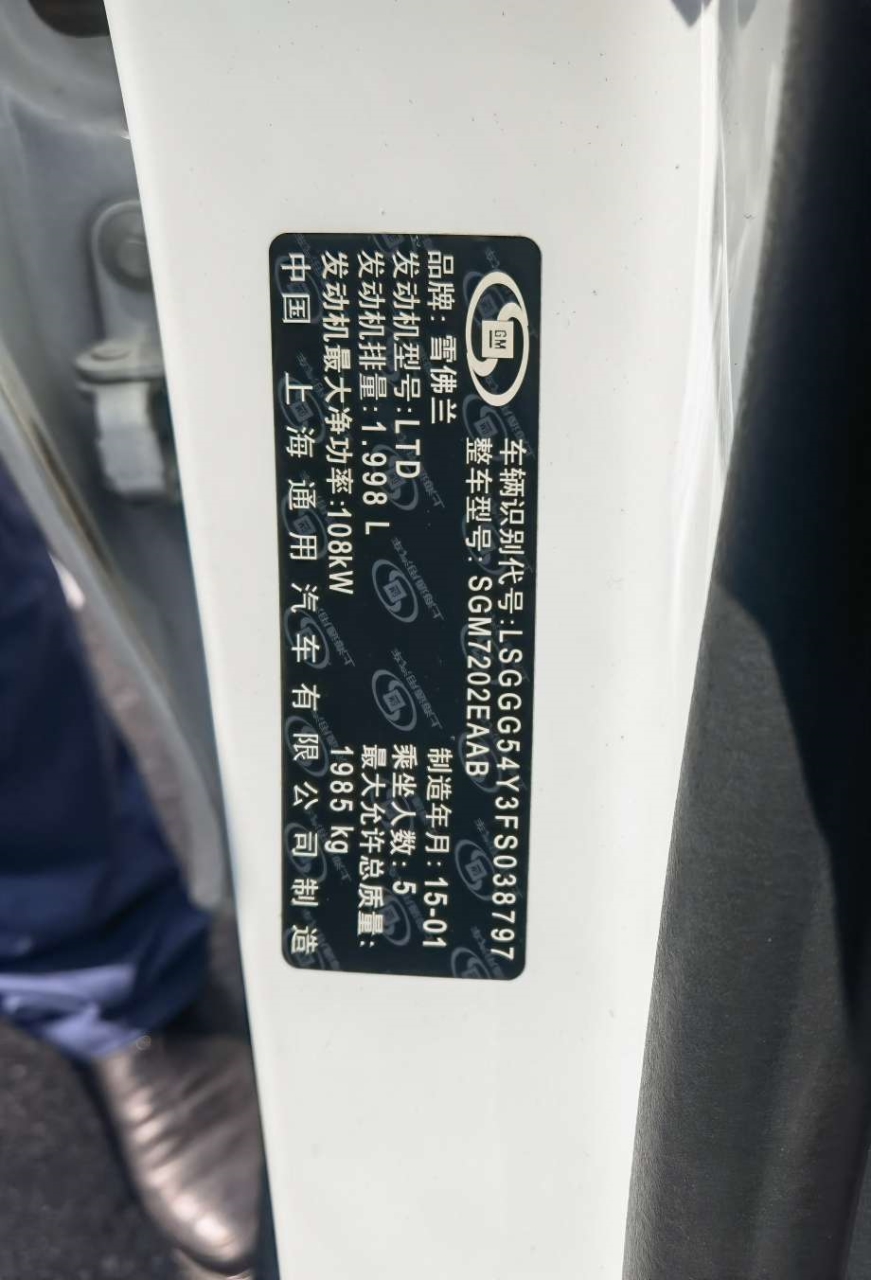 GM
车辆识别代号:LSGGG54Y3FS038797
整车型号:SGM7202EAAB
品牌:雪佛兰 制造年月:15-01
发动机型号:LTD 乘坐人数:5
发动机排量:1.998 L 最大允许总质量:
发动机最大净功率:108kW 1985 kg
中国 上海通用汽车有限公司制造